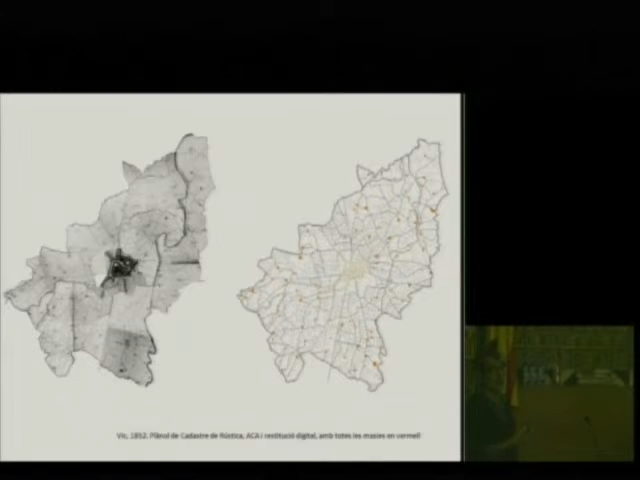 Vic, 1852. Plànol de Cadastre de Rústica, ACA i restitució digital, amb totes les masies en vermell